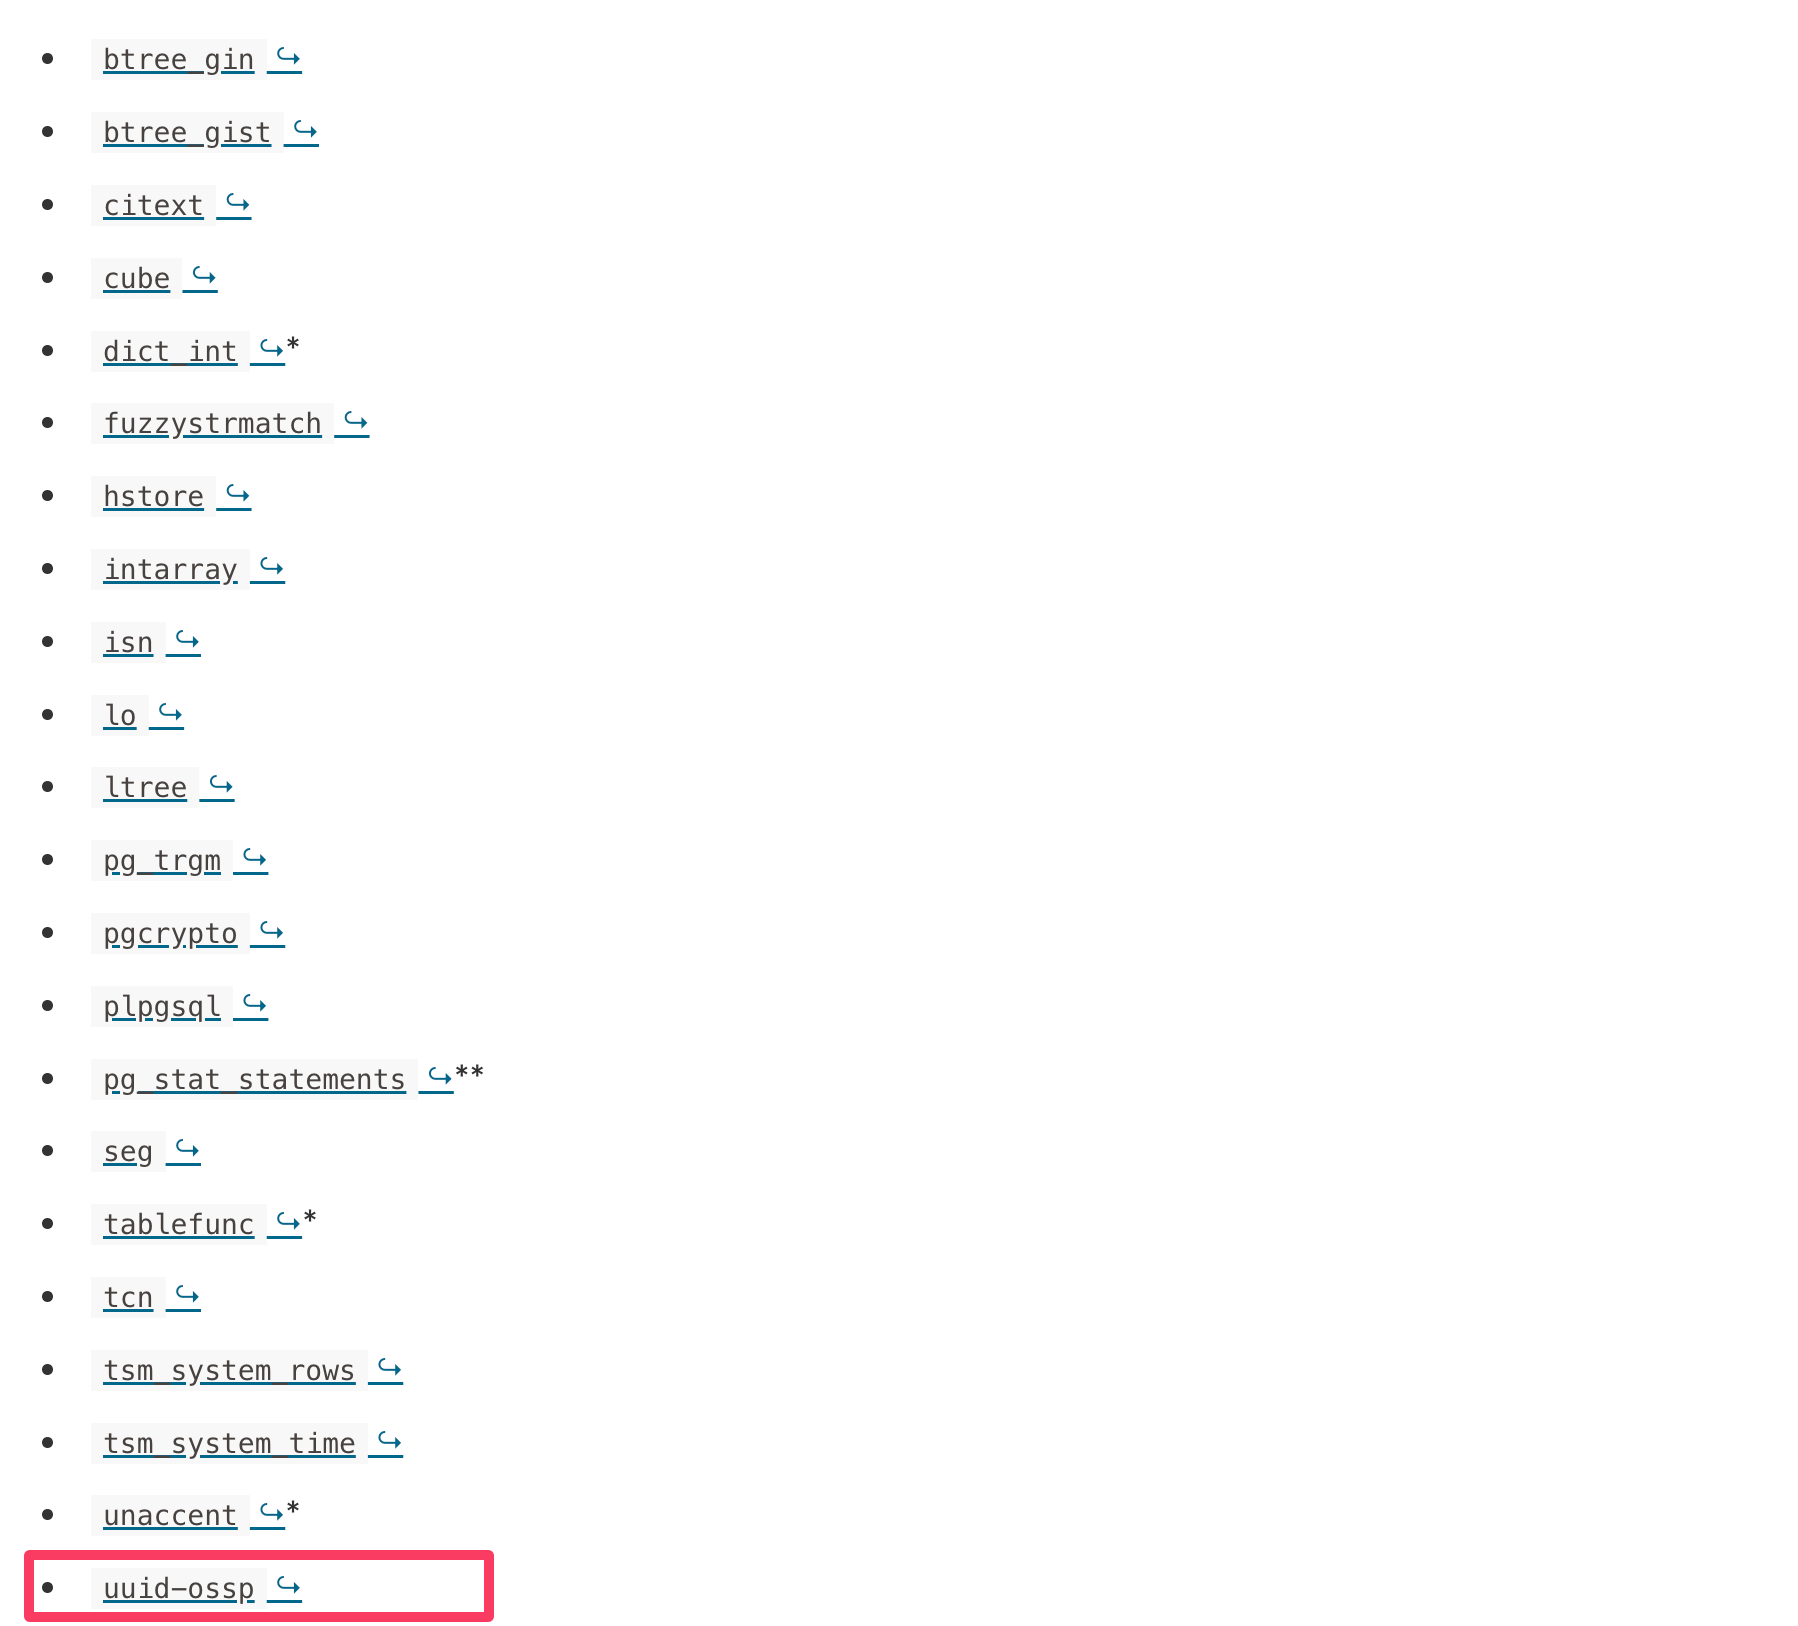 btree_gin ↪
btree_gist ↪
citext ↪
cube ↪
dict_int ↪*
fuzzystrmatch ↪
hstore ↪
intarray ↪
isn ↪
lo ↪
ltree ↪
pg_trgm ↪
pgcrypto ↪
plpgsql ↪
pg_stat_statements ↪**
seg ↪
tablefunc ↪*
tcn ↪
tsm_system_rows ↪
tsm_system_time ↪
unaccent ↪*
uuid-ossp ↪